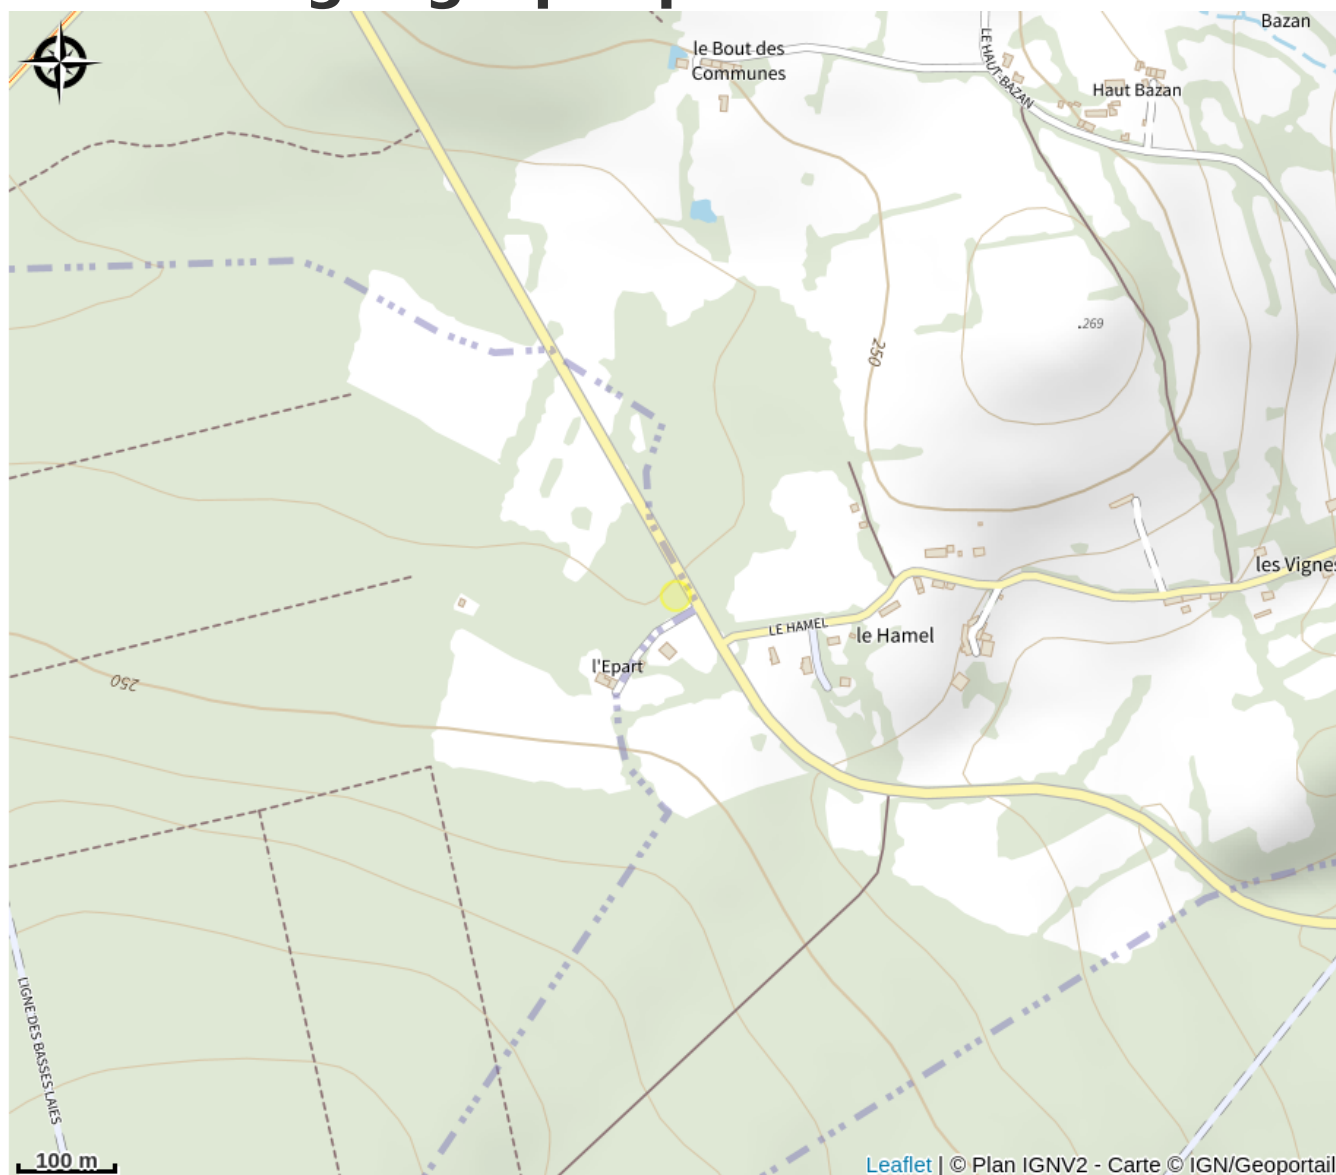 Bazan
le Bout des
Communes
LE HAUT-BAZAN
Haut Bazan
269
250
les Vignes
LE HAMEL
le Hamel
l'Epart
250
LIGNE DES BASSES LAIES
100 m
Leaflet | © Plan IGNV2 - Carte © IGN/Geoportail